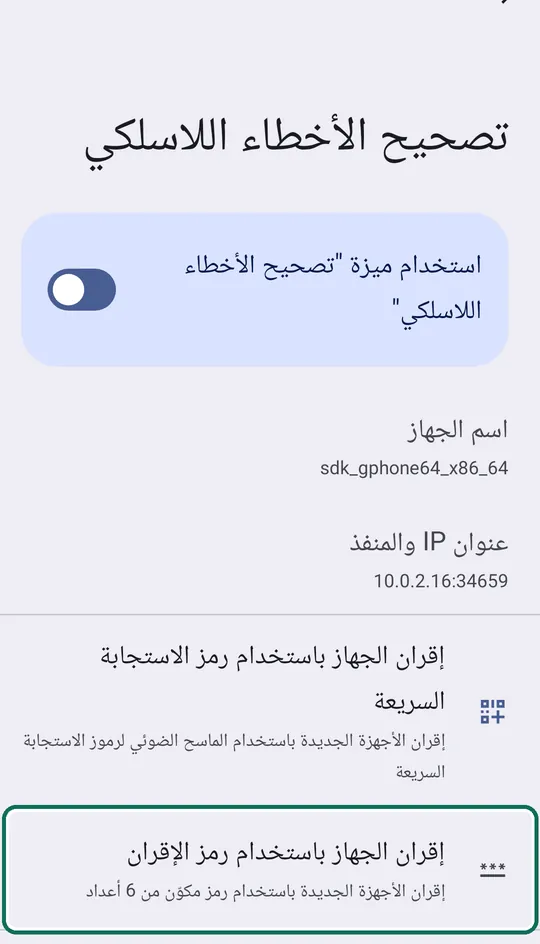 تصحيح الأخطاء اللاسلكي
استخدام ميزة "تصحيح الأخطاء
اللاسلكي"
اسم الجهاز
sdk_gphone64_x86_64
عنوان IP والمنفذ
10.0.2.16:34659
إقران الجهاز باستخدام رمز الاستجابة
السريعة
إقران الأجهزة الجديدة باستخدام الماسح الضوئي لرموز الاستجابة
السريعة
إقران الجهاز باستخدام رمز الإقران
إقران الأجهزة الجديدة باستخدام رمز مكوّن من 6 أعداد